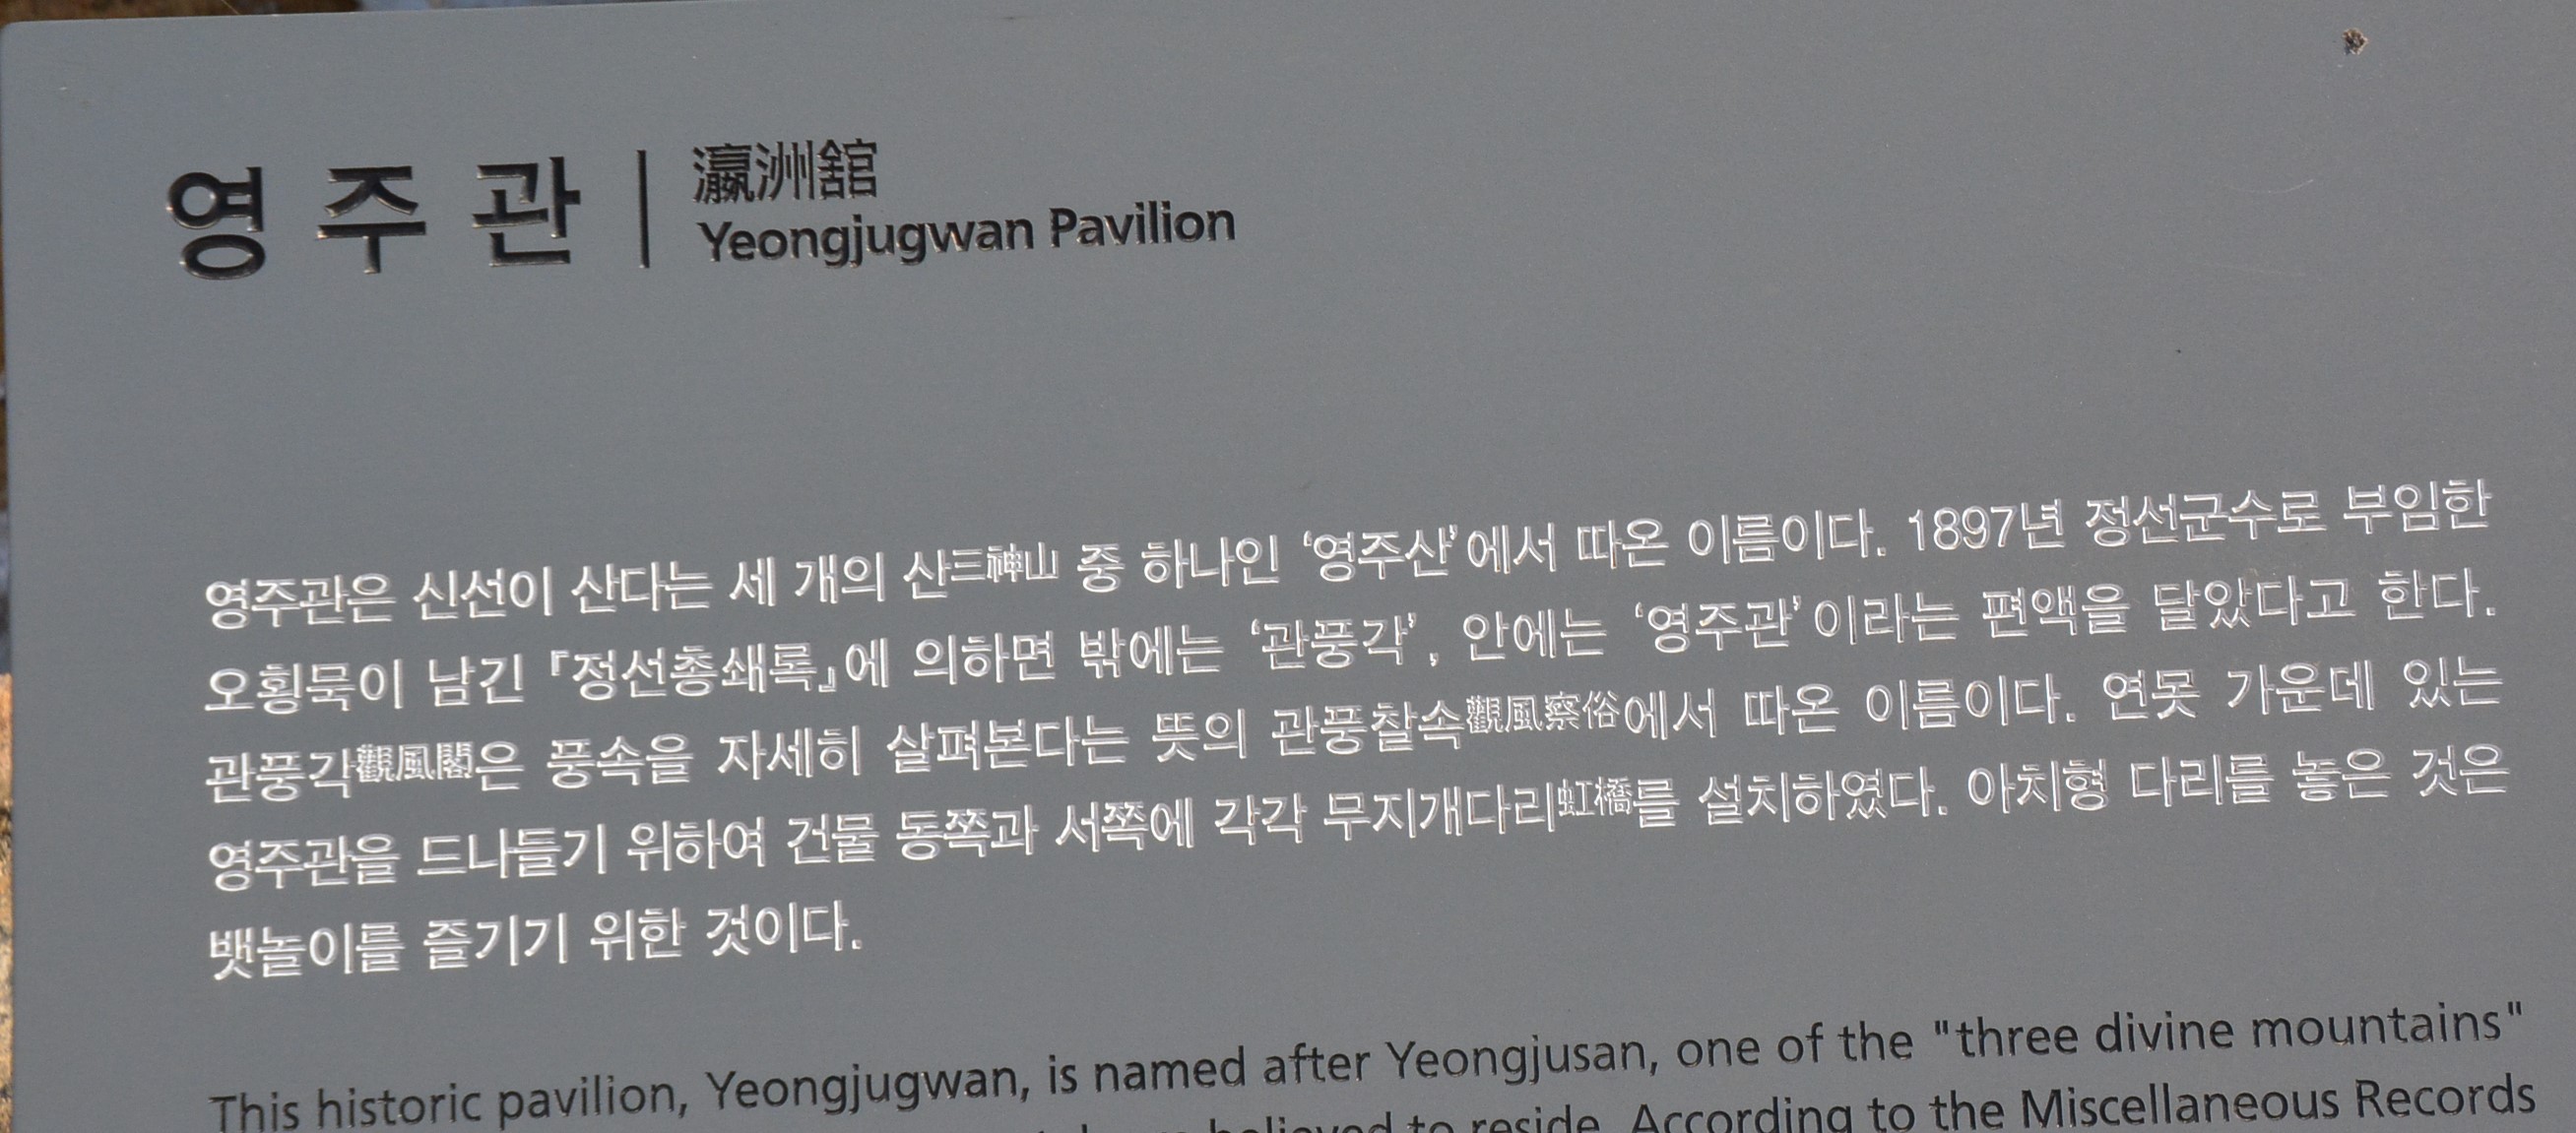 영주관 | 瀛洲舘
Yeongjugwan Pavilion
영주관은 신선이 산다는 세 개의 산三神山 중 하나인 ‘영주산’에서 따온 이름이다. 1897년 정선군수로 부임한
오횡묵이 남긴 『정선총쇄록』에 의하면 밖에는 ‘관풍각’, 안에는 ‘영주관’이라는 편액을 달았다고 한다.
관풍각觀風閣은 풍속을 자세히 살펴본다는 뜻의 관풍찰속觀風察俗에서 따온 이름이다. 연못 가운데 있는
영주관을 드나들기 위하여 건물 동쪽과 서쪽에 각각 무지개다리虹橋를 설치하였다. 아치형 다리를 놓은 것은
뱃놀이를 즐기기 위한 것이다.
This historic pavilion, Yeongjugwan, is named after Yeongjusan, one of the "three divine mountains"
believed to reside. According to the Miscellaneous Records